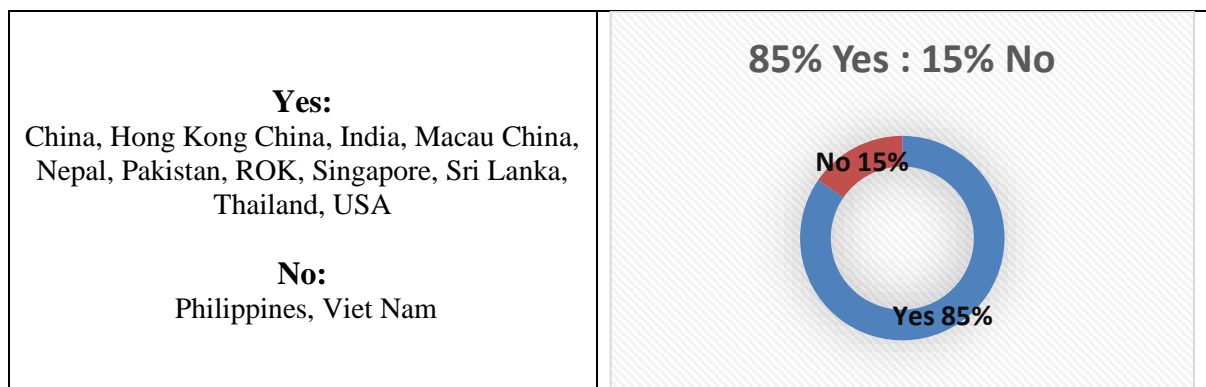 Yes:
China, Hong Kong China, India, Macau China,
Nepal, Pakistan, ROK, Singapore, Sri Lanka,
Thailand, USA
No:
Philippines, Viet Nam
85% Yes : 15% No
No 15%
Yes 85%